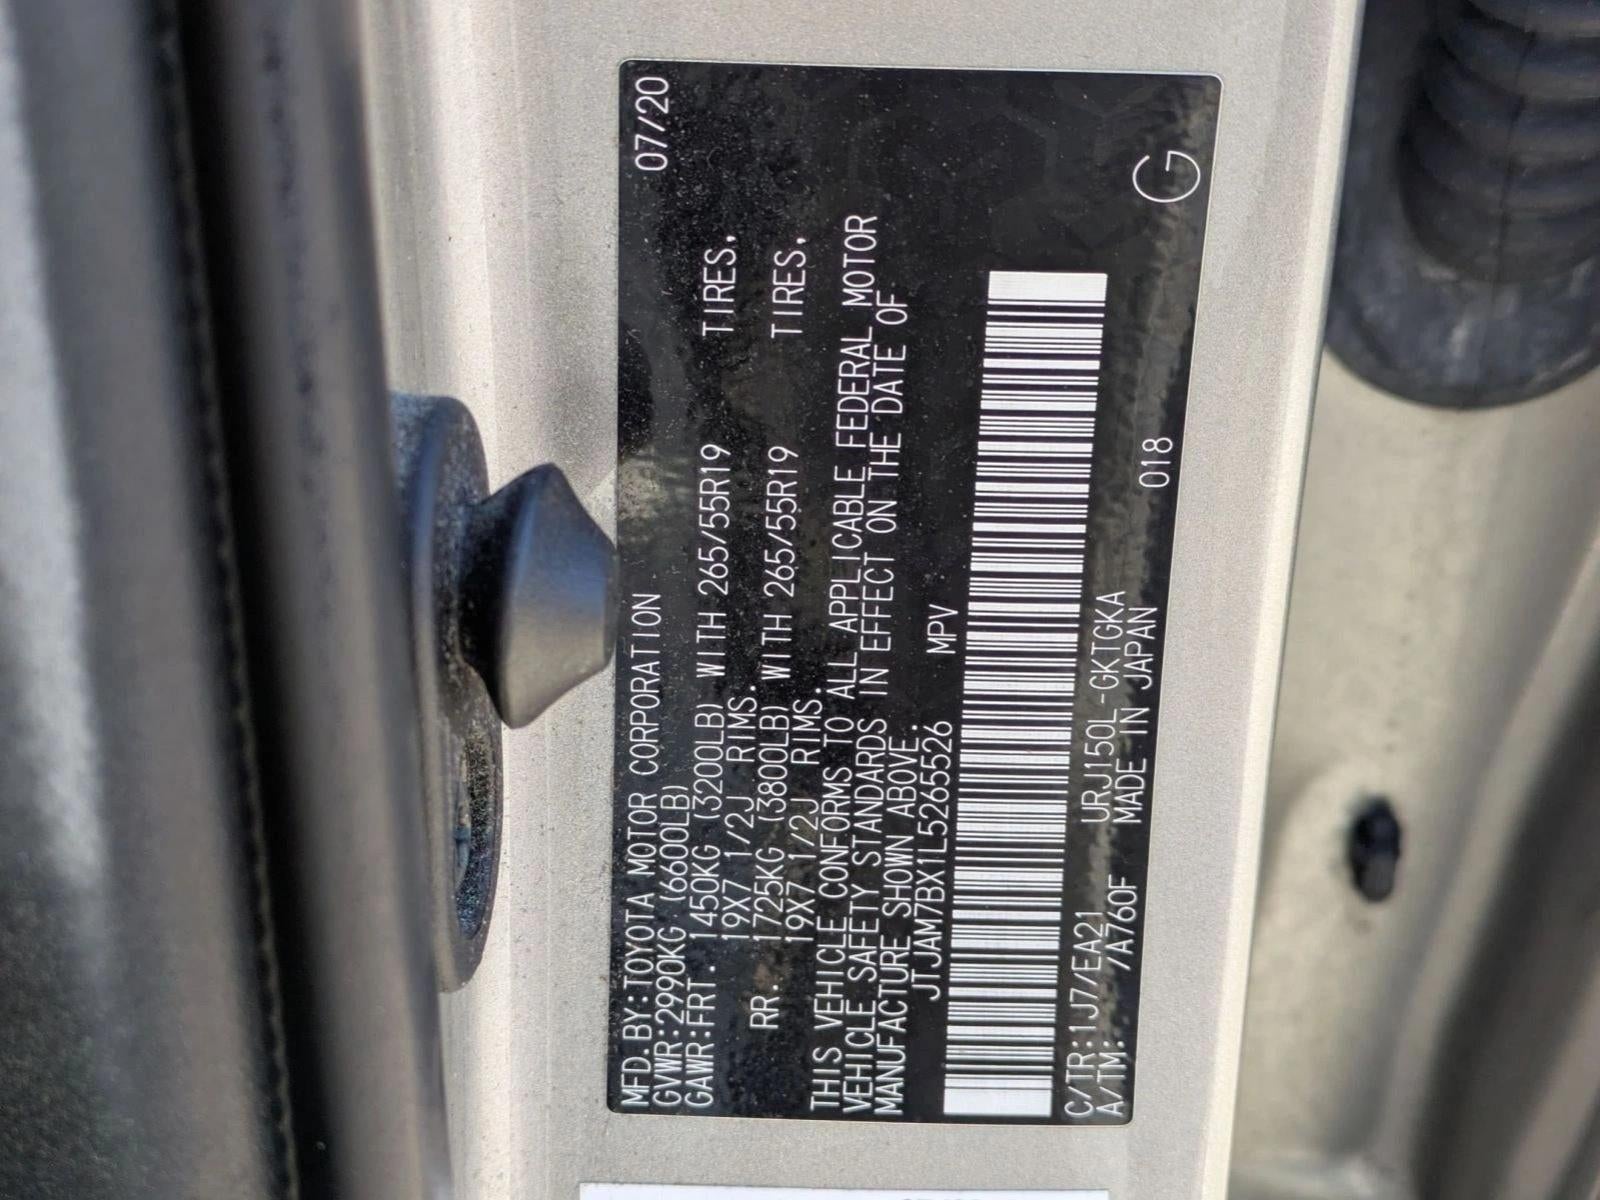 MFD.BY:TOYOTA MOTOR CORPORATION 07/20
GVWR:2990KG (6600LB)
GAWR:FRT. 1450KG (3200LB) WITH 265/55R19 TIRES,
19X7 1/2J RIMS.
RR. 1725KG (3800LB) WITH 265/55R19 TIRES,
19X7 1/2J RIMS.
THIS VEHICLE CONFORMS TO ALL APPLICABLE FEDERAL MOTOR
VEHICLE SAFETY STANDARDS IN EFFECT ON THE DATE OF
MANUFACTURE SHOWN ABOVE.
JTJAM7BX1L5265526 MPV
C/TR:1J7/EA21 URJ150L-GKTGKA 018
A/TM: /A760F MADE IN JAPAN
G